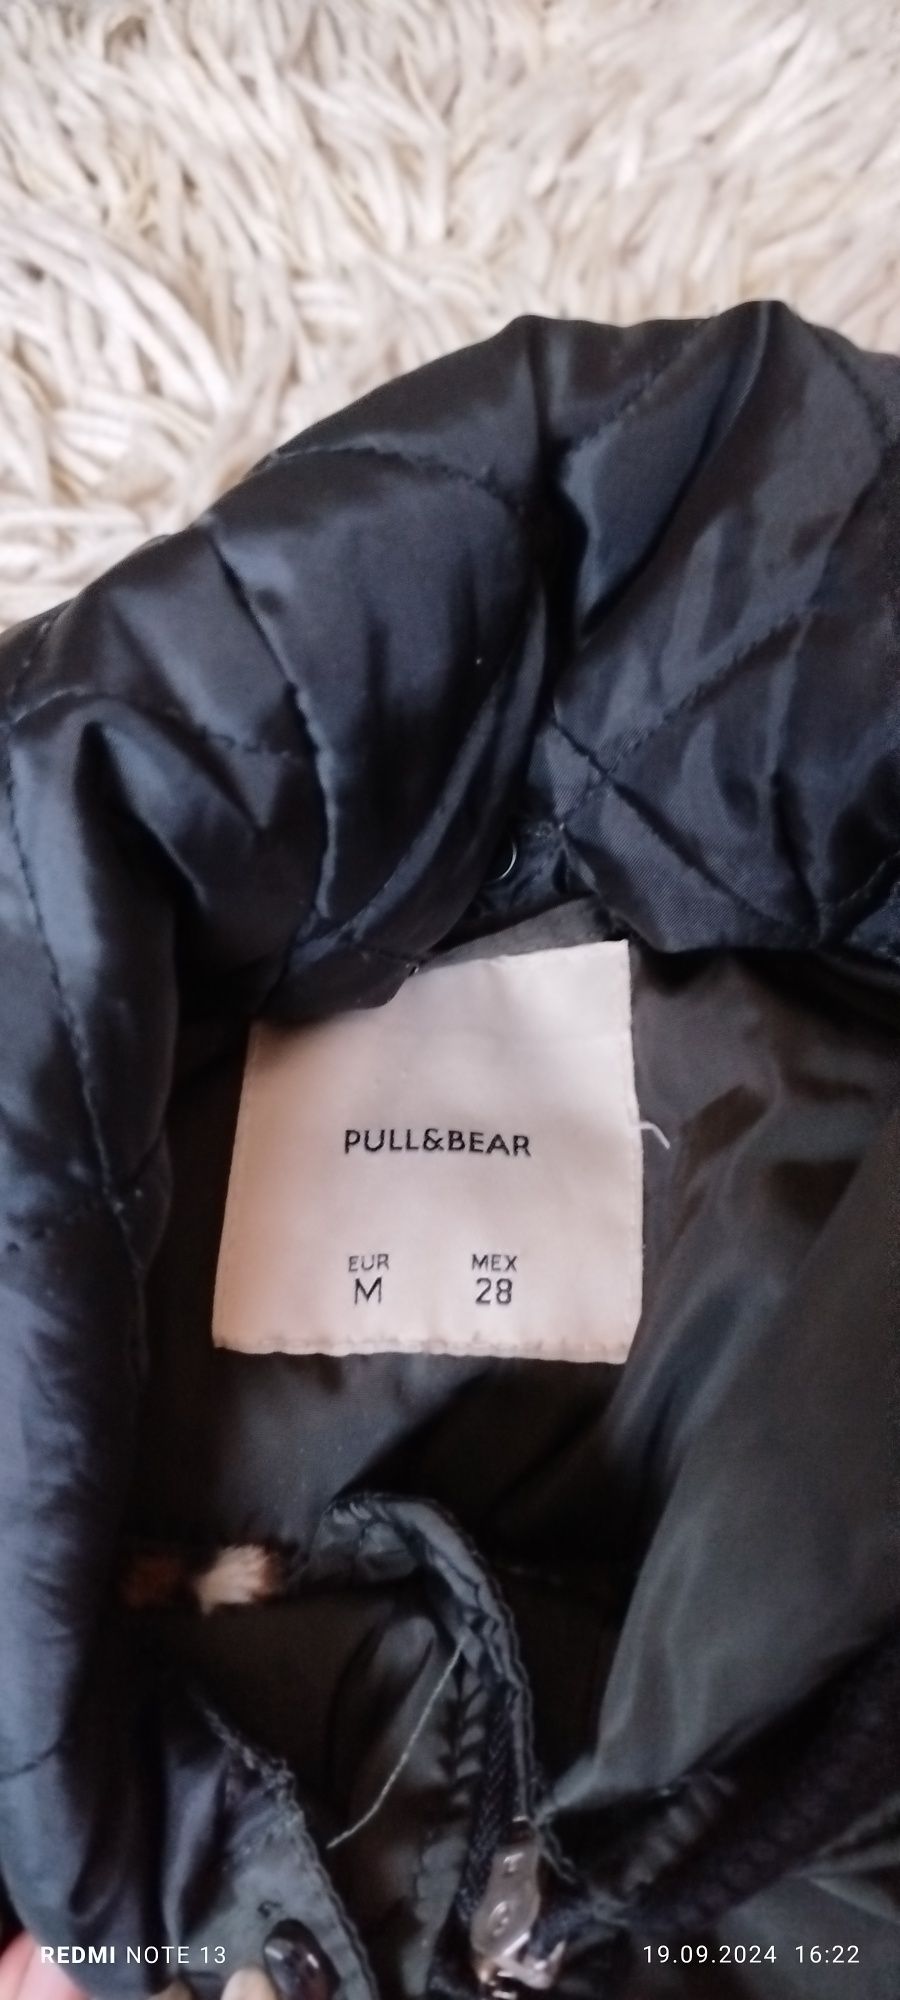 PULL&BEAR
EUR MEX
M 28
REDMI NOTE 13 19.09.2024 16:22